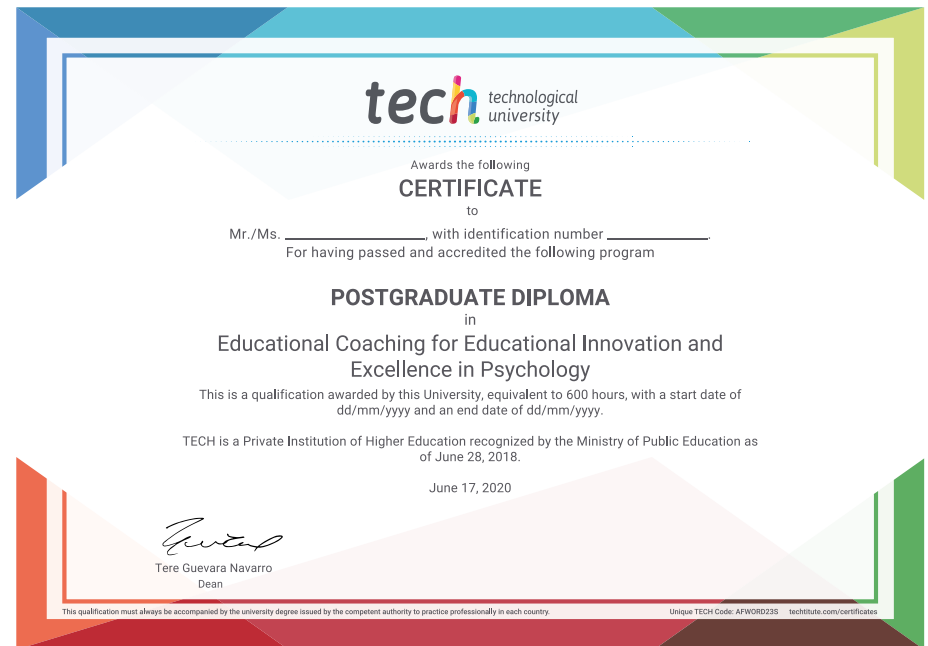 tech technological
university
Awards the following
CERTIFICATE
to
Mr./Ms. ____________________, with identification number ______________.
For having passed and accredited the following program
POSTGRADUATE DIPLOMA
in
Educational Coaching for Educational Innovation and
Excellence in Psychology
This is a qualification awarded by this University, equivalent to 600 hours, with a start date of
dd/mm/yyyy and an end date of dd/mm/yyyy.
TECH is a Private Institution of Higher Education recognized by the Ministry of Public Education as
of June 28, 2018.
June 17, 2020
Tere Guevara Navarro
Dean
This qualification must always be accompanied by the university degree issued by the competent authority to practice professionally in each country. Unique TECH Code: AFWORD23S techtitute.com/certificates